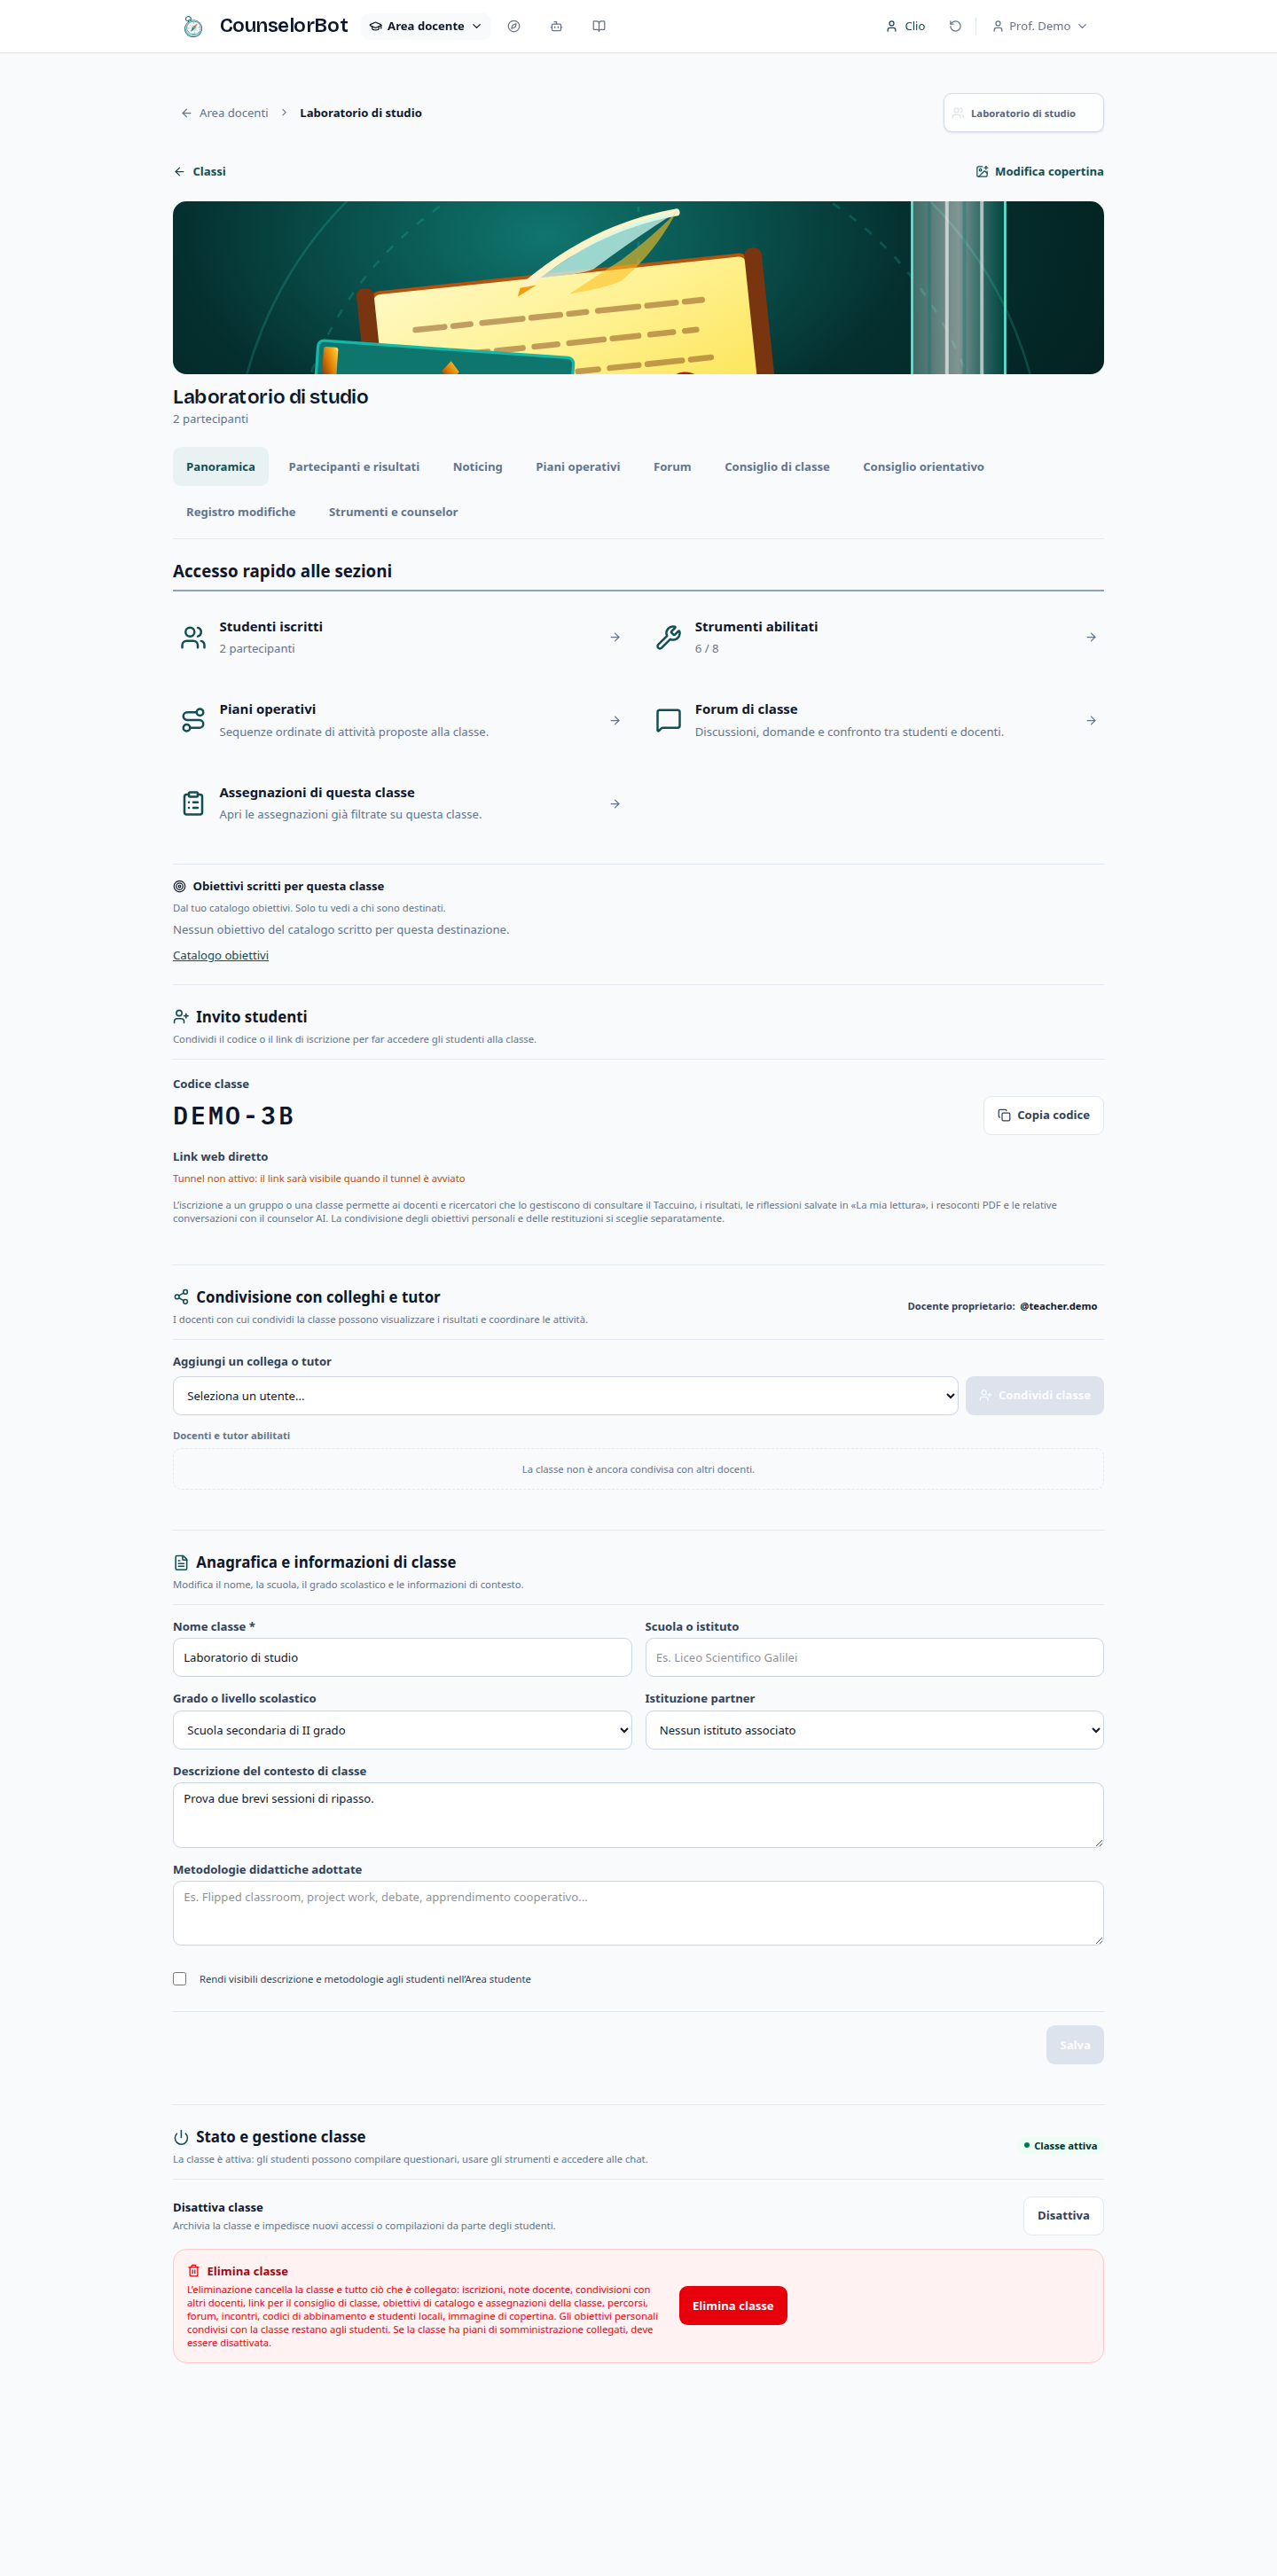 CounselorBot
Area docente
Clio
Prof. Demo
Area docenti
Laboratorio di studio
Laboratorio di studio
Classi
Modifica copertina
Laboratorio di studio
2 partecipanti
Panoramica
Partecipanti e risultati
Noticing
Piani operativi
Forum
Consiglio di classe
Consiglio orientativo
Registro modifiche
Strumenti e counselor
Accesso rapido alle sezioni
Studenti iscritti
2 partecipanti
Strumenti abilitati
6 / 8
Piani operativi
Sequenze ordinate di attività proposte alla classe.
Forum di classe
Discussioni, domande e confronto tra studenti e docenti.
Assegnazioni di questa classe
Apri le assegnazioni già filtrate su questa classe.
Obiettivi scritti per questa classe
Dal tuo catalogo obiettivi. Solo tu vedi a chi sono destinati.
Nessun obiettivo del catalogo scritto per questa destinazione.
Catalogo obiettivi
Invito studenti
Condividi il codice o il link di iscrizione per far accedere gli studenti alla classe.
Codice classe
DEMO-3B
Copia codice
Link web diretto
Tunnel non attivo: il link sarà visibile quando il tunnel è avviato
L'iscrizione a un gruppo o una classe permette ai docenti e ricercatori che lo gestiscono di consultare il Taccuino, i risultati, le riflessioni salvate in «La mia lettura», i resoconti PDF e le relative
conversazioni con il counselor AI. La condivisione degli obiettivi personali e delle restituzioni si sceglie separatamente.
Condivisione con colleghi e tutor
I docenti con cui condividi la classe possono visualizzare i risultati e coordinare le attività.
Docente proprietario: @teacher.demo
Aggiungi un collega o tutor
Seleziona un utente...
Condividi classe
Docenti e tutor abilitati
La classe non è ancora condivisa con altri docenti.
Anagrafica e informazioni di classe
Modifica il nome, la scuola, il grado scolastico e le informazioni di contesto.
Nome classe *
Scuola o istituto
Laboratorio di studio
Es. Liceo Scientifico Galilei
Grado o livello scolastico
Istituzione partner
Scuola secondaria di II grado
Nessun istituto associato
Descrizione del contesto di classe
Prova due brevi sessioni di ripasso.
Metodologie didattiche adottate
Es. Flipped classroom, project work, debate, apprendimento cooperativo...
Rendi visibili descrizione e metodologie agli studenti nell'Area studente
Salva
Stato e gestione classe
La classe è attiva: gli studenti possono compilare questionari, usare gli strumenti e accedere alle chat.
Classe attiva
Disattiva classe
Archivia la classe e impedisce nuovi accessi o compilazioni da parte degli studenti.
Disattiva
Elimina classe
L'eliminazione cancella la classe e tutto ciò che è collegato: iscrizioni, note docente, condivisioni con
altri docenti, link per il consiglio di classe, obiettivi di catalogo e assegnazioni della classe, percorsi,
forum, incontri, codici di abbinamento e studenti locali, immagine di copertina. Gli obiettivi personali
condivisi con la classe restano agli studenti. Se la classe ha piani di somministrazione collegati, deve
essere disattivata.
Elimina classe